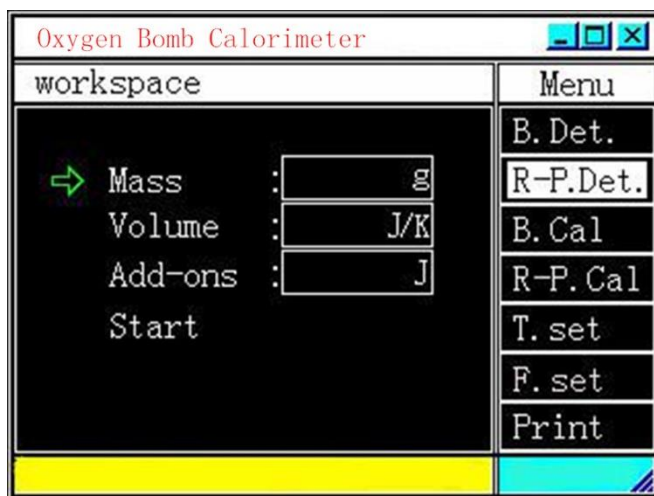 Oxygen Bomb Calorimeter
workspace
Mass : g
Volume : J/K
Add-ons : J
Start
Menu
B.Det.
R-P.Det.
B.Cal
R-P.Cal
T.set
F.set
Print